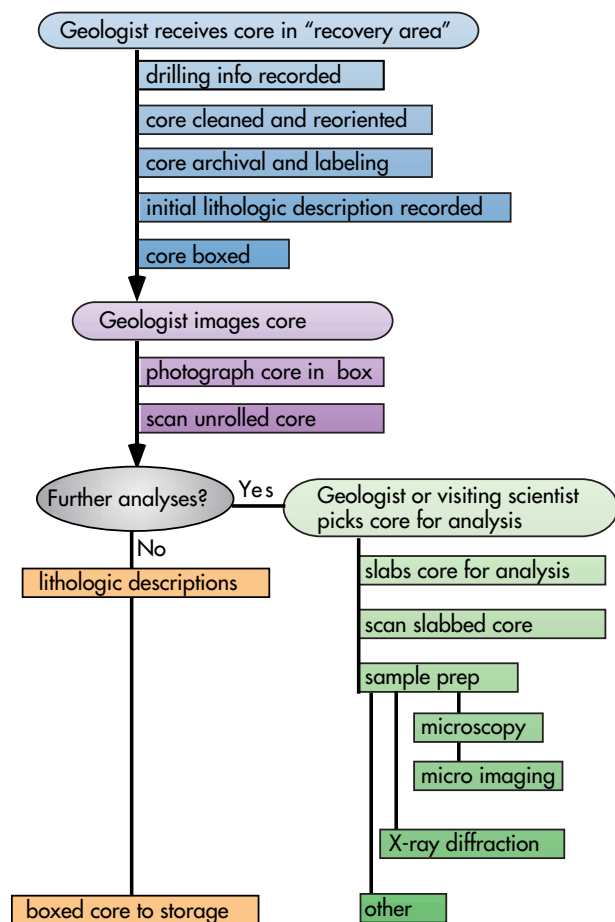 Geologist receives core in “recovery area”
drilling info recorded
core cleaned and reoriented
core archival and labeling
initial lithologic description recorded
core boxed
Geologist images core
photograph core in box
scan unrolled core
Further analyses?
Yes
No
lithologic descriptions
boxed core to storage
Geologist or visiting scientist
picks core for analysis
slabs core for analysis
scan slabbed core
sample prep
microscopy
micro imaging
X-ray diffraction
other